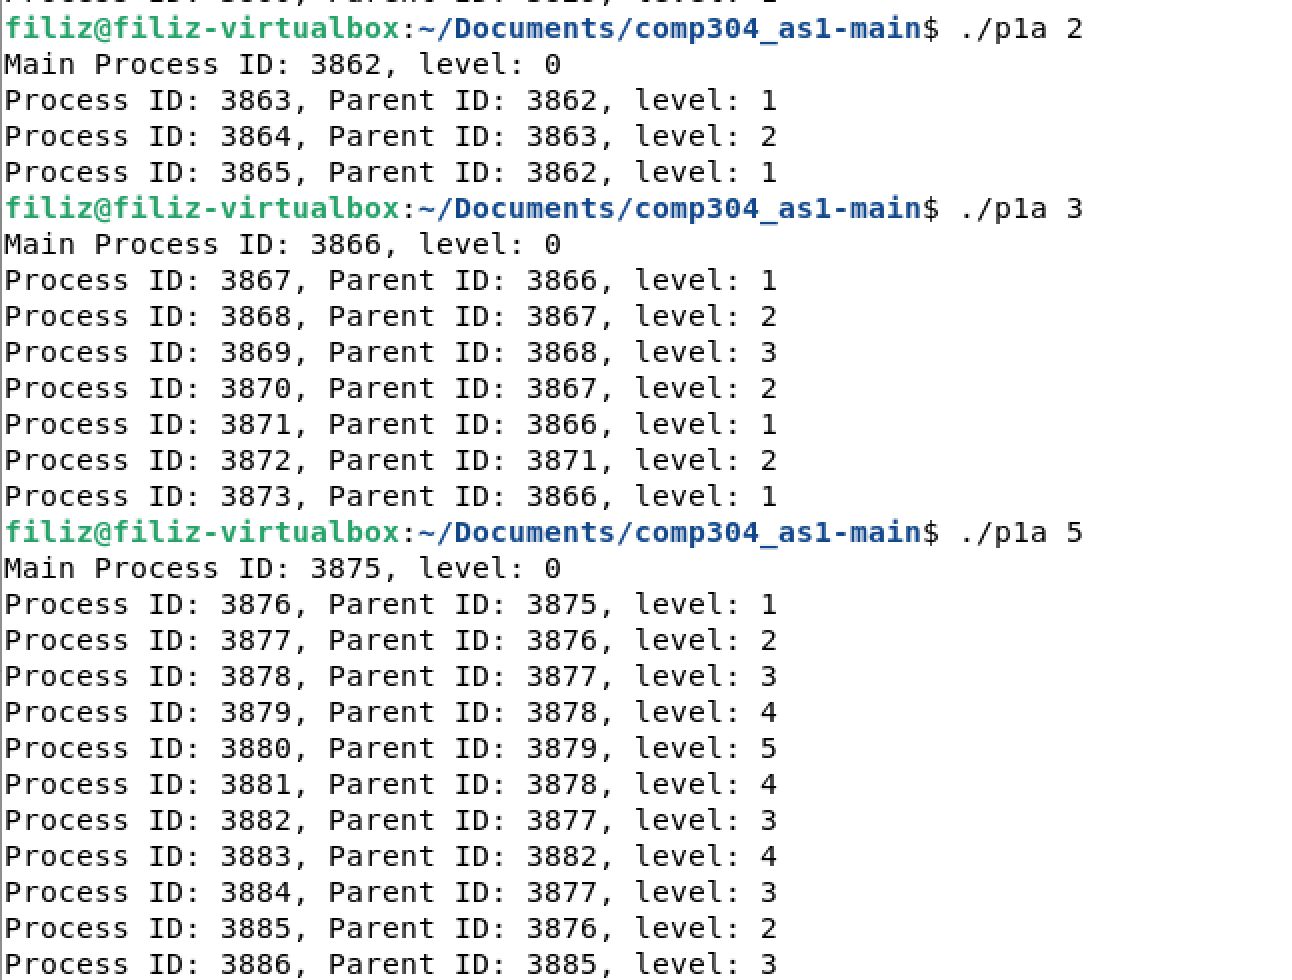 filiz@filiz-virtualbox:~/Documents/comp304_as1-main$ ./p1a 2
Main Process ID: 3862, level: 0
Process ID: 3863, Parent ID: 3862, level: 1
Process ID: 3864, Parent ID: 3863, level: 2
Process ID: 3865, Parent ID: 3862, level: 1
filiz@filiz-virtualbox:~/Documents/comp304_as1-main$ ./p1a 3
Main Process ID: 3866, level: 0
Process ID: 3867, Parent ID: 3866, level: 1
Process ID: 3868, Parent ID: 3867, level: 2
Process ID: 3869, Parent ID: 3868, level: 3
Process ID: 3870, Parent ID: 3867, level: 2
Process ID: 3871, Parent ID: 3866, level: 1
Process ID: 3872, Parent ID: 3871, level: 2
Process ID: 3873, Parent ID: 3866, level: 1
filiz@filiz-virtualbox:~/Documents/comp304_as1-main$ ./p1a 5
Main Process ID: 3875, level: 0
Process ID: 3876, Parent ID: 3875, level: 1
Process ID: 3877, Parent ID: 3876, level: 2
Process ID: 3878, Parent ID: 3877, level: 3
Process ID: 3879, Parent ID: 3878, level: 4
Process ID: 3880, Parent ID: 3879, level: 5
Process ID: 3881, Parent ID: 3878, level: 4
Process ID: 3882, Parent ID: 3877, level: 3
Process ID: 3883, Parent ID: 3882, level: 4
Process ID: 3884, Parent ID: 3877, level: 3
Process ID: 3885, Parent ID: 3876, level: 2
Process ID: 3886, Parent ID: 3885, level: 3